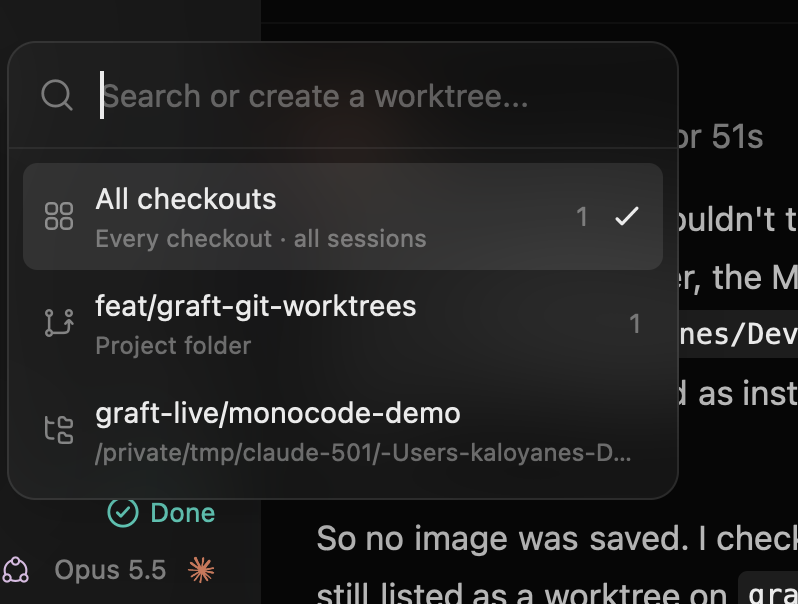 Search or create a worktree...
or 51s
All checkouts
1
Every checkout · all sessions
ouldn't t
er, the M
feat/graft-git-worktrees
1
Project folder
nes/Dev
d as inst
graft-live/monocode-demo
/private/tmp/claude-501/-Users-kaloyanes-D...
Done
So no image was saved. I check
Opus 5.5
still listed as a worktree on gra